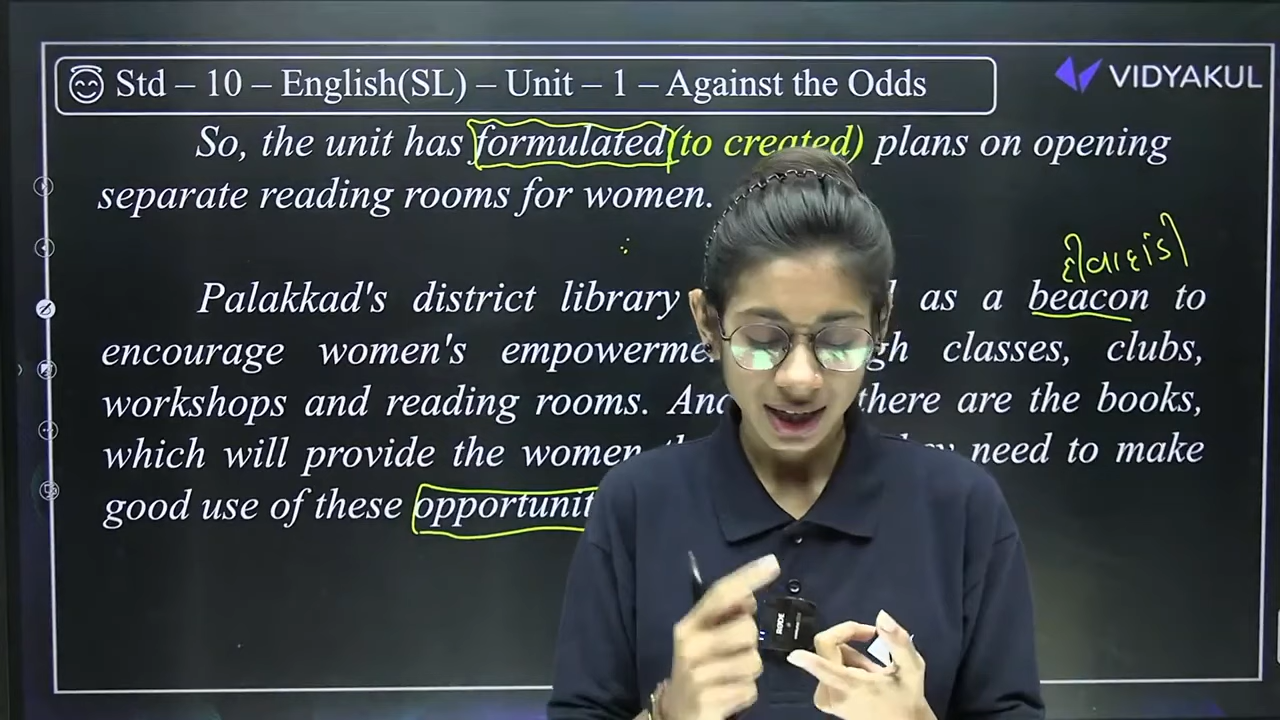 Std – 10 – English(SL) – Unit – 1 – Against the Odds
VIDYAKUL
So, the unit has formulated (to created) plans on opening
separate reading rooms for women.
દીવાદાંડી
Palakkad's district library as a beacon to
encourage women's classes, clubs,
workshops and reading rooms. there are the books,
which will provide the women need to make
good use of these
RØDE